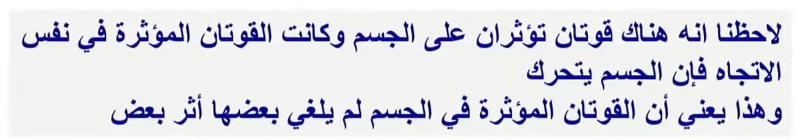 لاحظنا انه هناك قوتان تؤثران على الجسم وكانت القوتان المؤثرة في نفس
الاتجاه فإن الجسم يتحرك
وهذا يعني أن القوتان المؤثرة في الجسم لم يلغي بعضها أثر بعض